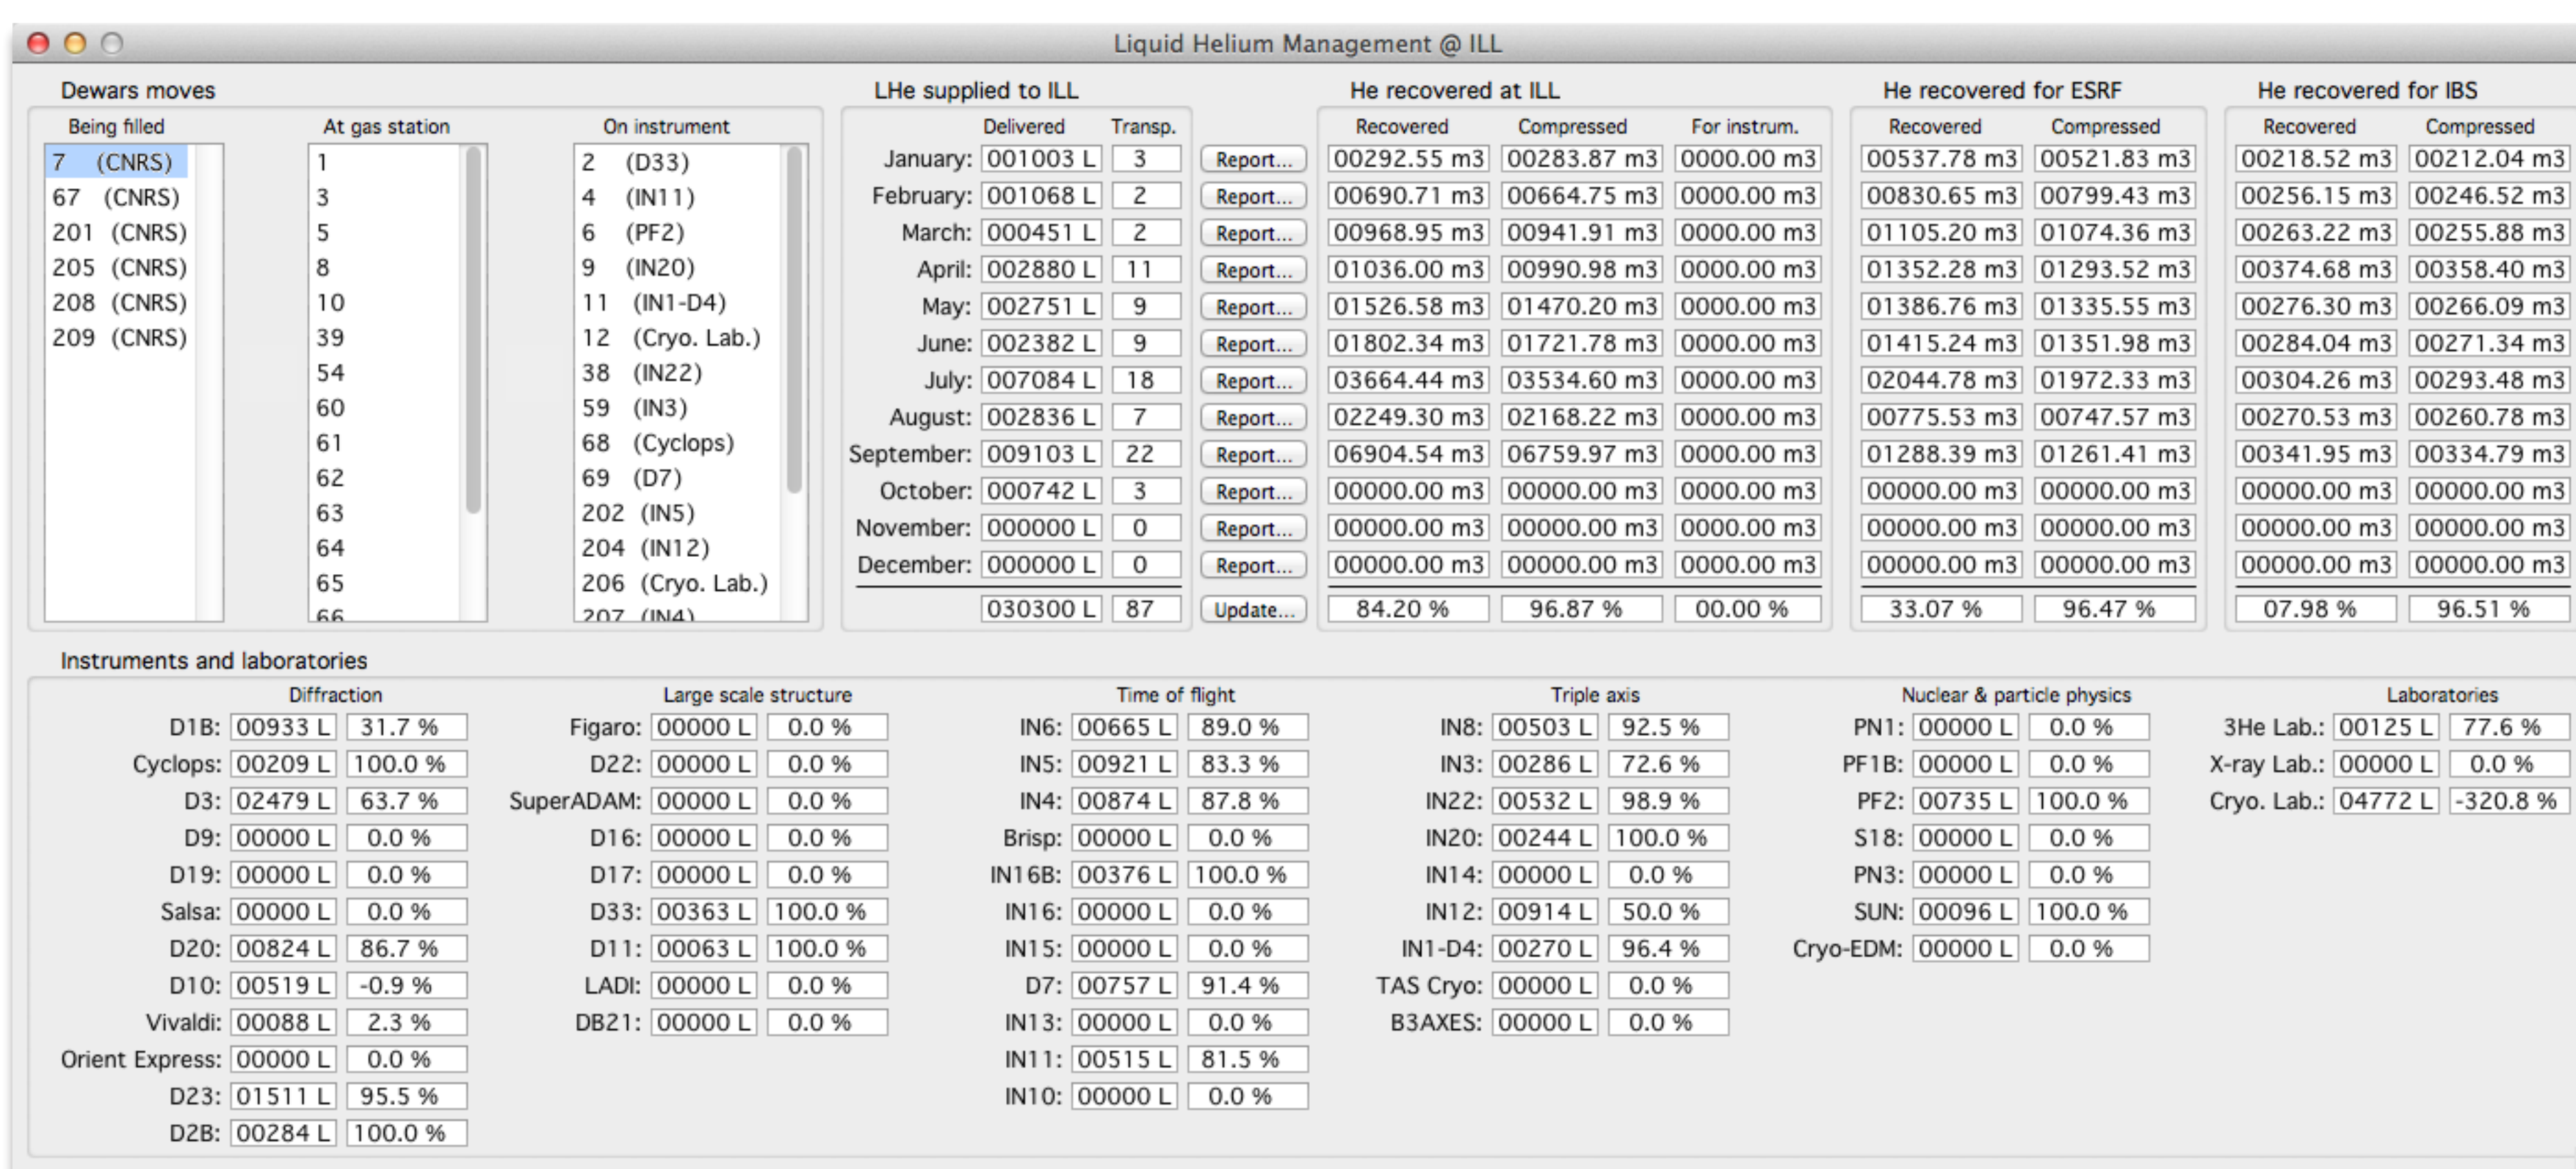 Liquid Helium Management @ ILL
Dewars moves
Being filled
At gas station
On instrument
7 (CNRS)
67 (CNRS)
201 (CNRS)
205 (CNRS)
208 (CNRS)
209 (CNRS)
1
3
5
8
10
39
54
60
61
62
63
64
65
66
2 (D33)
4 (IN11)
6 (PF2)
9 (IN20)
11 (IN1-D4)
12 (Cryo. Lab.)
38 (IN22)
59 (IN3)
68 (Cyclops)
69 (D7)
202 (IN5)
204 (IN12)
206 (Cryo. Lab.)
207 (IN4)
LHe supplied to ILL He recovered at ILL He recovered for ESRF He recovered for IBS
Delivered Transp. Recovered Compressed For instrum. Recovered Compressed Recovered Compressed
January: 001003 L 3 Report... 00292.55 m3 00283.87 m3 0000.00 m3 00537.78 m3 00521.83 m3 00218.52 m3 00212.04 m3
February: 001068 L 2 Report... 00690.71 m3 00664.75 m3 0000.00 m3 00830.65 m3 00799.43 m3 00256.15 m3 00246.52 m3
March: 000451 L 2 Report... 00968.95 m3 00941.91 m3 0000.00 m3 01105.20 m3 01074.36 m3 00263.22 m3 00255.88 m3
April: 002880 L 11 Report... 01036.00 m3 00990.98 m3 0000.00 m3 01352.28 m3 01293.52 m3 00374.68 m3 00358.40 m3
May: 002751 L 9 Report... 01526.58 m3 01470.20 m3 0000.00 m3 01386.76 m3 01335.55 m3 00276.30 m3 00266.09 m3
June: 002382 L 9 Report... 01802.34 m3 01721.78 m3 0000.00 m3 01415.24 m3 01351.98 m3 00284.04 m3 00271.34 m3
July: 007084 L 18 Report... 03664.44 m3 03534.60 m3 0000.00 m3 02044.78 m3 01972.33 m3 00304.26 m3 00293.48 m3
August: 002836 L 7 Report... 02249.30 m3 02168.22 m3 0000.00 m3 00775.53 m3 00747.57 m3 00270.53 m3 00260.78 m3
September: 009103 L 22 Report... 06904.54 m3 06759.97 m3 0000.00 m3 01288.39 m3 01261.41 m3 00341.95 m3 00334.79 m3
October: 000742 L 3 Report... 00000.00 m3 00000.00 m3 0000.00 m3 00000.00 m3 00000.00 m3 00000.00 m3 00000.00 m3
November: 000000 L 0 Report... 00000.00 m3 00000.00 m3 0000.00 m3 00000.00 m3 00000.00 m3 00000.00 m3 00000.00 m3
December: 000000 L 0 Report... 00000.00 m3 00000.00 m3 0000.00 m3 00000.00 m3 00000.00 m3 00000.00 m3 00000.00 m3
030300 L 87 Update... 84.20 % 96.87 % 00.00 % 33.07 % 96.47 % 07.98 % 96.51 %
Instruments and laboratories
Diffraction
D1B: 00933 L 31.7 %
Cyclops: 00209 L 100.0 %
D3: 02479 L 63.7 %
D9: 00000 L 0.0 %
D19: 00000 L 0.0 %
Salsa: 00000 L 0.0 %
D20: 00824 L 86.7 %
D10: 00519 L -0.9 %
Vivaldi: 00088 L 2.3 %
Orient Express: 00000 L 0.0 %
D23: 01511 L 95.5 %
D2B: 00284 L 100.0 %
Large scale structure
Figaro: 00000 L 0.0 %
D22: 00000 L 0.0 %
SuperADAM: 00000 L 0.0 %
D16: 00000 L 0.0 %
D17: 00000 L 0.0 %
D33: 00363 L 100.0 %
D11: 00063 L 100.0 %
LADI: 00000 L 0.0 %
DB21: 00000 L 0.0 %
Time of flight
IN6: 00665 L 89.0 %
IN5: 00921 L 83.3 %
IN4: 00874 L 87.8 %
Brisp: 00000 L 0.0 %
IN16B: 00376 L 100.0 %
IN16: 00000 L 0.0 %
IN15: 00000 L 0.0 %
D7: 00757 L 91.4 %
IN13: 00000 L 0.0 %
IN11: 00515 L 81.5 %
IN10: 00000 L 0.0 %
Triple axis
IN8: 00503 L 92.5 %
IN3: 00286 L 72.6 %
IN22: 00532 L 98.9 %
IN20: 00244 L 100.0 %
IN14: 00000 L 0.0 %
IN12: 00914 L 50.0 %
IN1-D4: 00270 L 96.4 %
TAS Cryo: 00000 L 0.0 %
B3AXES: 00000 L 0.0 %
Nuclear & particle physics
PN1: 00000 L 0.0 %
PF1B: 00000 L 0.0 %
PF2: 00735 L 100.0 %
S18: 00000 L 0.0 %
PN3: 00000 L 0.0 %
SUN: 00096 L 100.0 %
Cryo-EDM: 00000 L 0.0 %
Laboratories
3He Lab.: 00125 L 77.6 %
X-ray Lab.: 00000 L 0.0 %
Cryo. Lab.: 04772 L -320.8 %